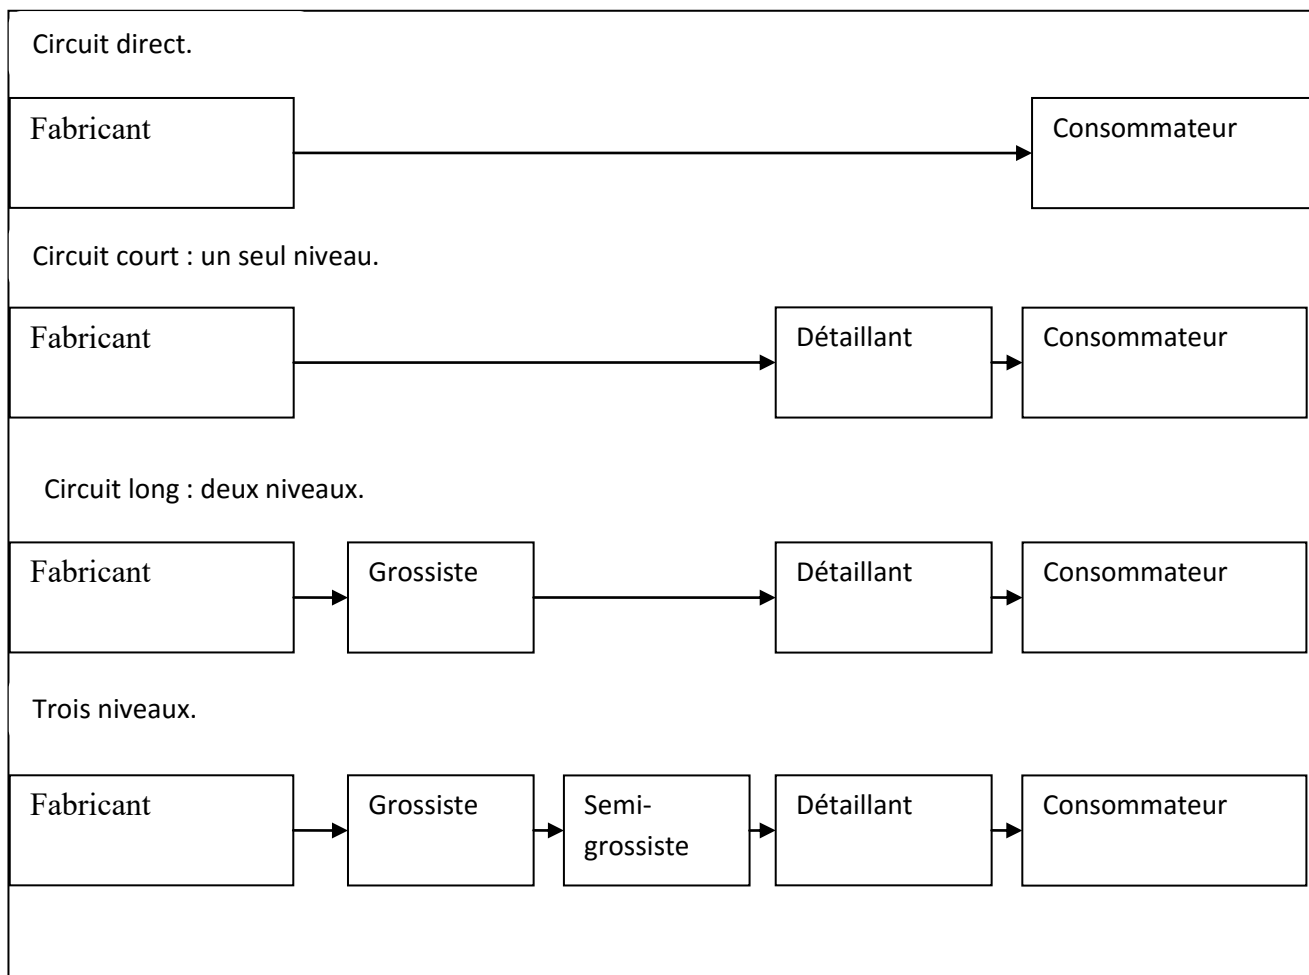 Circuit direct.
Fabricant
Consommateur
Circuit court : un seul niveau.
Fabricant
Détaillant
Consommateur
Circuit long : deux niveaux.
Fabricant
Grossiste
Détaillant
Consommateur
Trois niveaux.
Fabricant
Grossiste
Semi-
grossiste
Détaillant
Consommateur